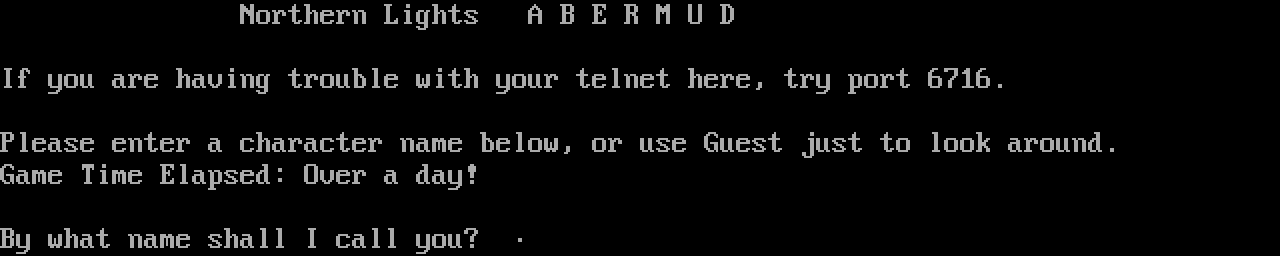 Northern Lights   A B E R M U D
If you are having trouble with your telnet here, try port 6716.
Please enter a character name below, or use Guest just to look around.
Game Time Elapsed: Over a day!
By what name shall I call you?  .